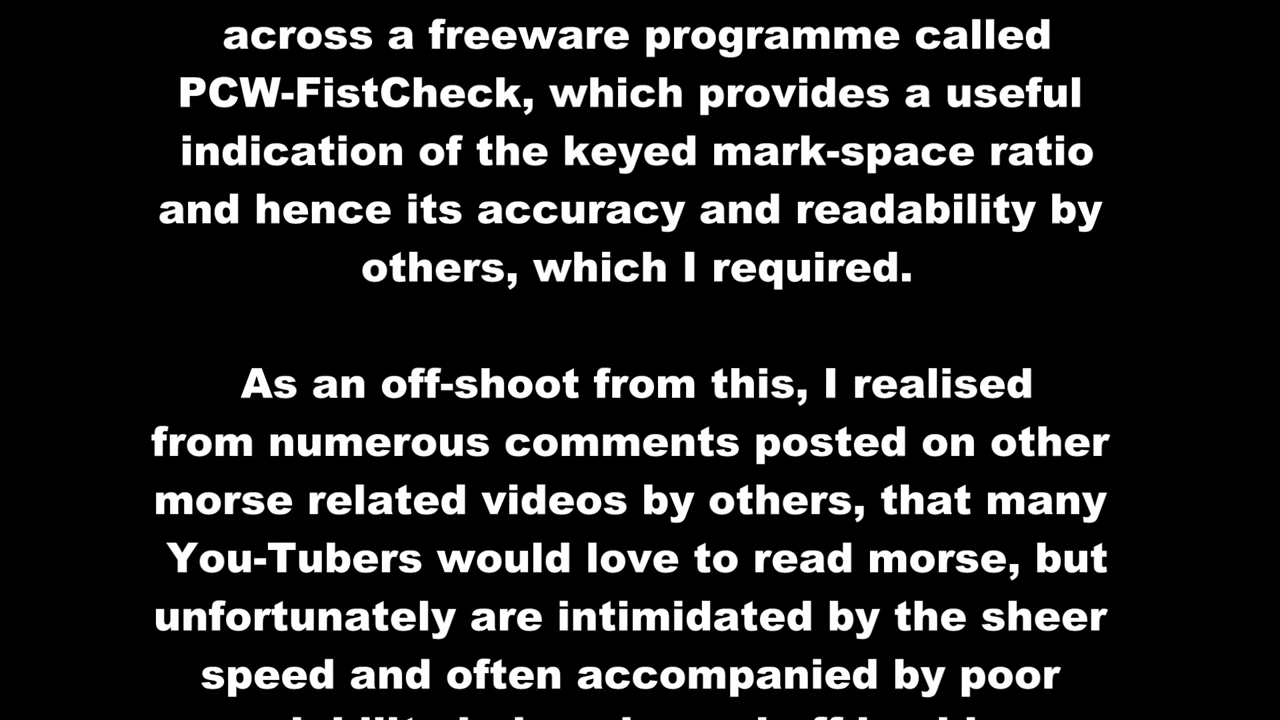 across a freeware programme called
PCW-FistCheck, which provides a useful
indication of the keyed mark-space ratio
and hence its accuracy and readability by
others, which I required.
As an off-shoot from this, I realised
from numerous comments posted on other
morse related videos by others, that many
You-Tubers would love to read morse, but
unfortunately are intimidated by the sheer
speed and often accompanied by poor